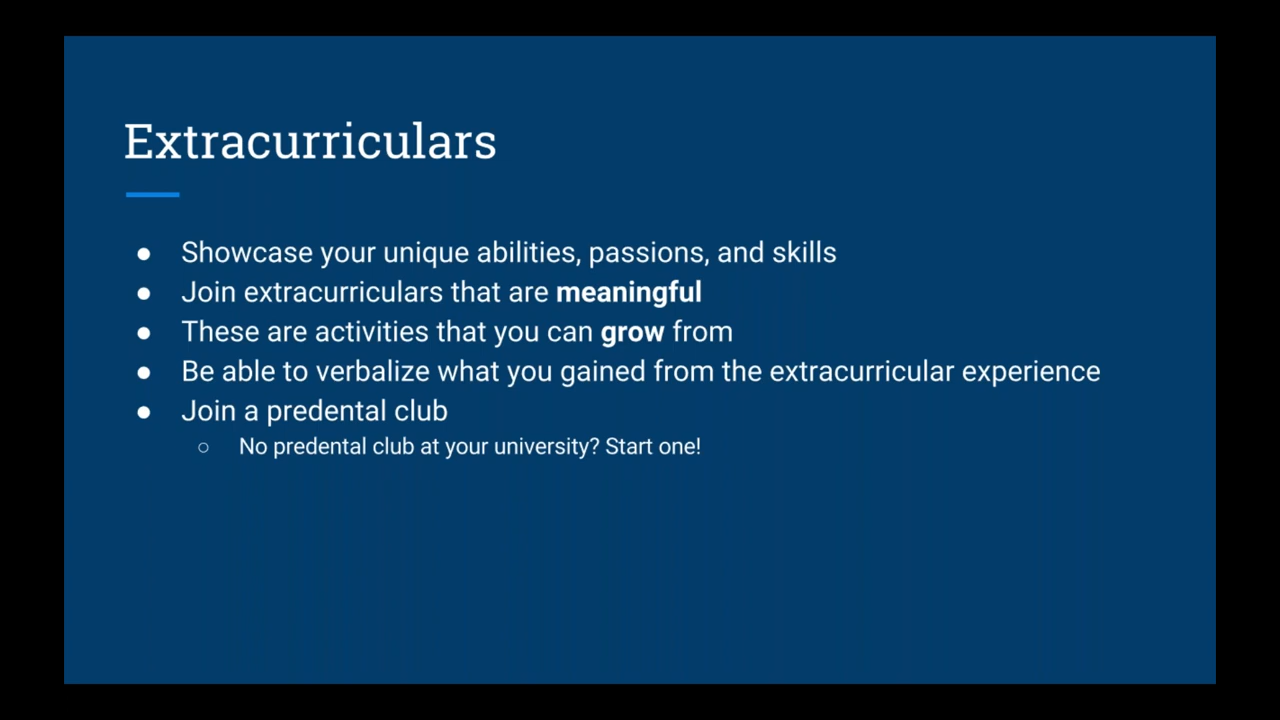 Extracurriculars
● Showcase your unique abilities, passions, and skills
● Join extracurriculars that are meaningful
● These are activities that you can grow from
● Be able to verbalize what you gained from the extracurricular experience
● Join a predental club
○ No predental club at your university? Start one!